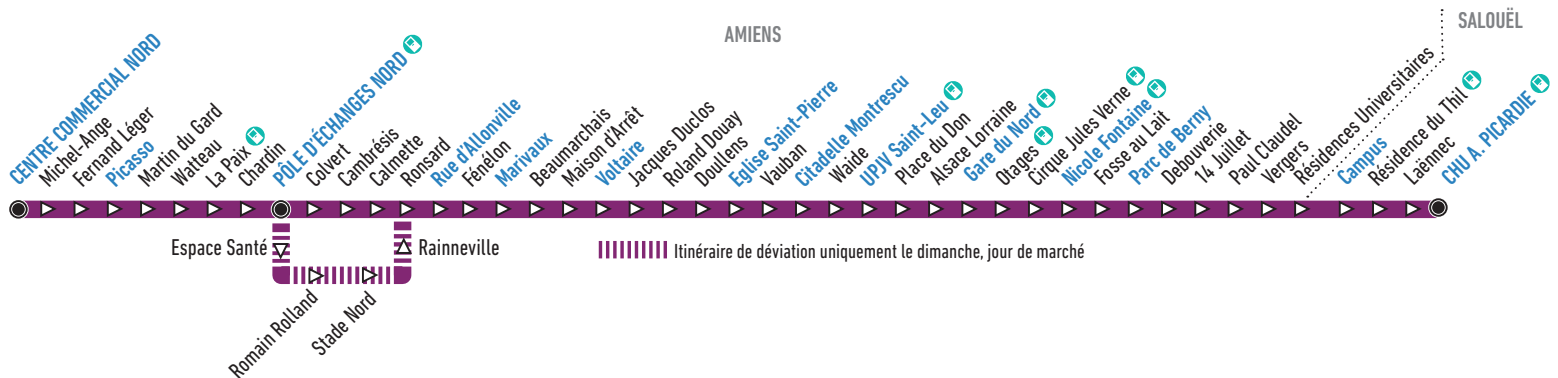 AMIENS
SALOUËL
CENTRE COMMERCIAL NORD
Michel-Ange
Fernand Léger
Picasso
Martin du Gard
Watteau
La Paix
Chardin
PÔLE D'ÉCHANGES NORD
Colvert
Cambrésis
Calmette
Ronsard
Rue d'Allonville
Fénélon
Marivaux
Beaumarchais
Maison d'Arrêt
Voltaire
Jacques Duclos
Roland Douay
Doullens
Eglise Saint-Pierre
Vauban
Citadelle Montrescu
Waide
UPJV Saint-Leu
Place du Don
Alsace Lorraine
Gare du Nord
Otages
Cirque Jules Verne
Nicole Fontaine
Fosse au Lait
Parc de Berny
Debouverie
14 Juillet
Paul Claudel
Vergers
Résidences Universitaires
Campus
Résidence du Thil
Laënnec
CHU A. PICARDIE
Espace Santé
Romain Rolland
Stade Nord
Rainneville
Itinéraire de déviation uniquement le dimanche, jour de marché